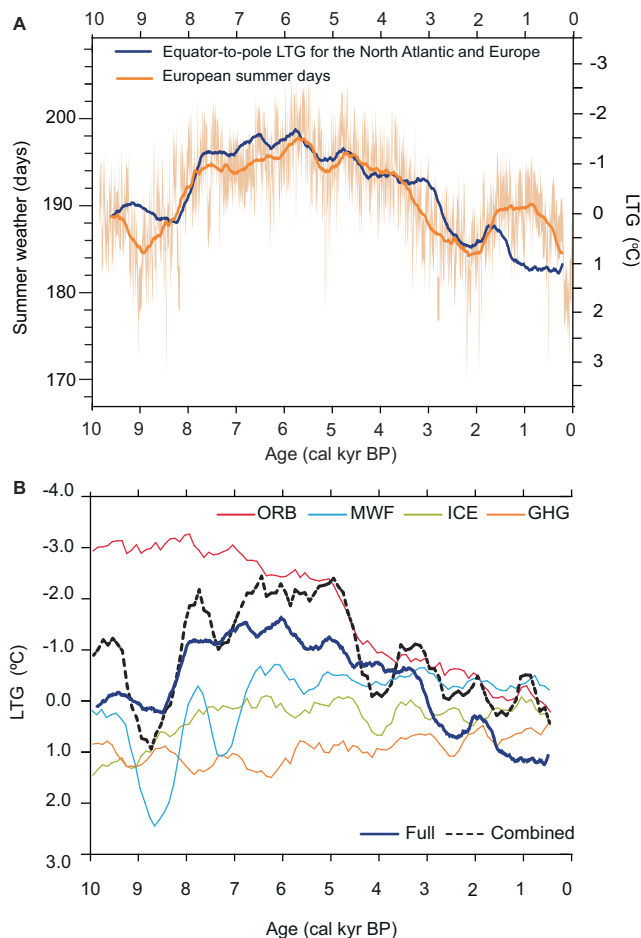 A
10 9 8 7 6 5 4 3 2 1 0
Equator-to-pole LTG for the North Atlantic and Europe
European summer days
Summer weather (days)
200
190
182
170
-3
-2
-1
0
1
2
3
LTG (ºC)
10 9 8 7 6 5 4 3 2 1 0
Age (cal kyr BP)
B
ORB MWF ICE GHG
LTG (ºC)
-4.0
-3.0
-2.0
-1.0
0.0
1.0
2.0
3.0
Full Combined
10 9 8 7 6 5 4 3 2 1 0
Age (cal kyr BP)